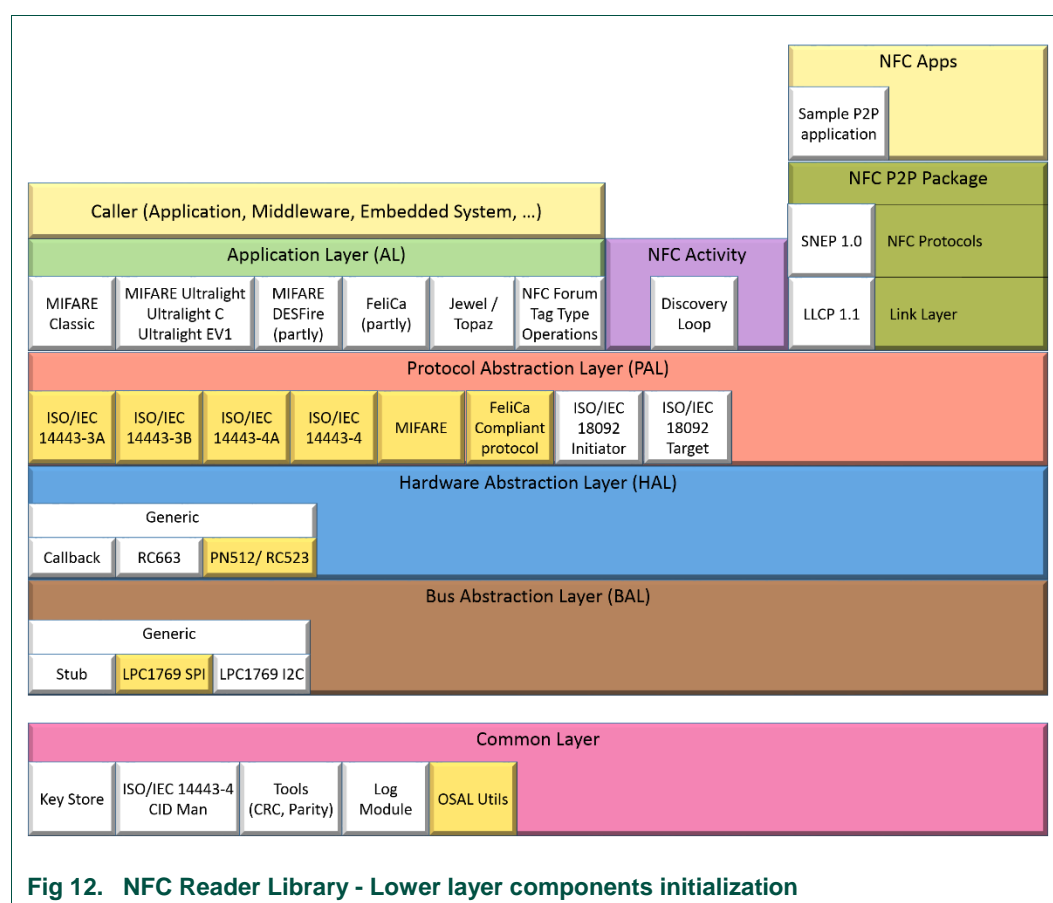 NFC Apps
Sample P2P
application
NFC P2P Package
Caller (Application, Middleware, Embedded System, ...)
SNEP 1.0
NFC Protocols
Application Layer (AL)
NFC Activity
MIFARE
Classic
MIFARE Ultralight
Ultralight C
Ultralight EV1
MIFARE
DESFire
(partly)
FeliCa
(partly)
Jewel /
Topaz
NFC Forum
Tag Type
Operations
Discovery
Loop
LLCP 1.1
Link Layer
Protocol Abstraction Layer (PAL)
ISO/IEC
14443-3A
ISO/IEC
14443-3B
ISO/IEC
14443-4A
ISO/IEC
14443-4
MIFARE
FeliCa
Compliant
protocol
ISO/IEC
18092
Initiator
ISO/IEC
18092
Target
Hardware Abstraction Layer (HAL)
Generic
Callback
RC663
PN512/ RC523
Bus Abstraction Layer (BAL)
Generic
Stub
LPC1769 SPI
LPC1769 I2C
Common Layer
Key Store
ISO/IEC 14443-4
CID Man
Tools
(CRC, Parity)
Log
Module
OSAL Utils
Fig 12. NFC Reader Library - Lower layer components initialization